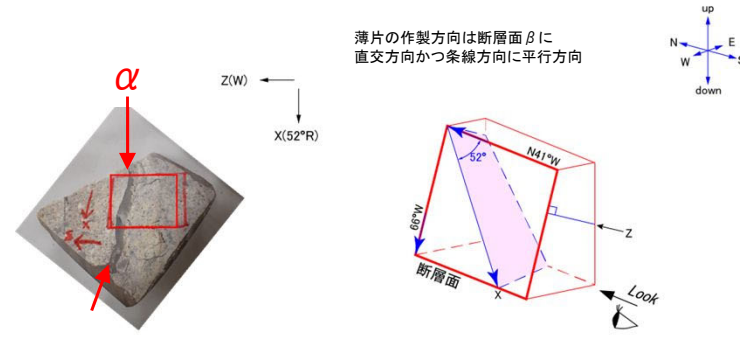 α
Z(W)
X(52°R)
X
薄片の作製方向は断層面βに
直交方向かつ条線方向に平行方向
up
N
E
W
S
down
52°
N41°W
66°W
Z
断層面
X
Look